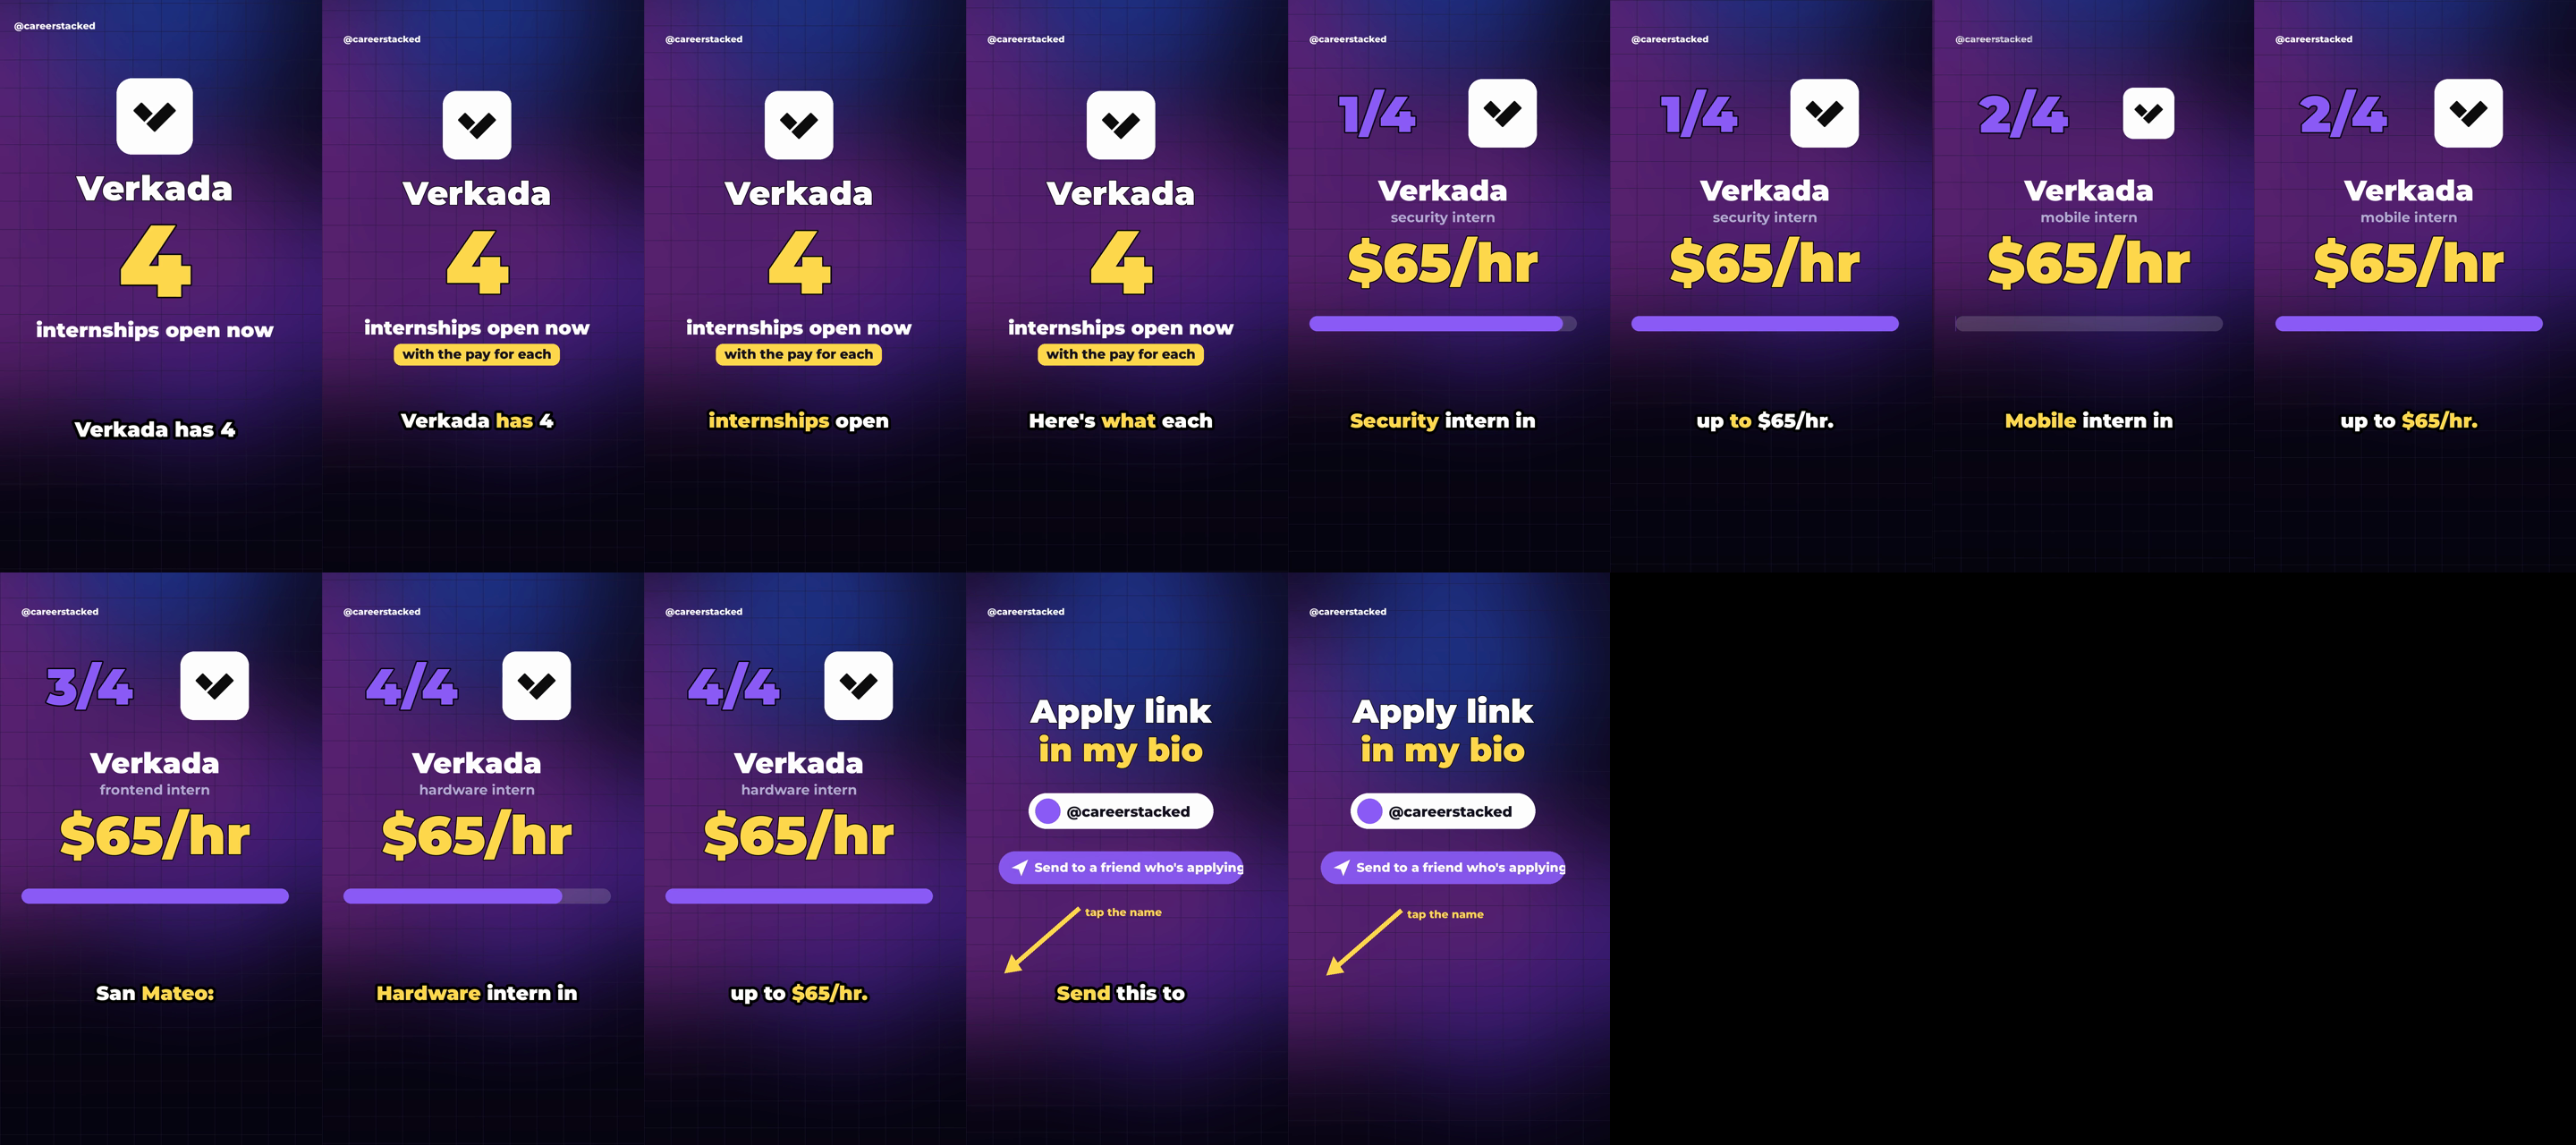 @careerstacked
Verkada
4
internships open now
Verkada has 4
@careerstacked
Verkada
4
internships open now
with the pay for each
Verkada has 4
@careerstacked
Verkada
4
internships open now
with the pay for each
internships open
@careerstacked
Verkada
4
internships open now
with the pay for each
Here's what each
@careerstacked
1/4
Verkada
security intern
$65/hr
Security intern in
@careerstacked
1/4
Verkada
security intern
$65/hr
up to $65/hr.
@careerstacked
2/4
Verkada
mobile intern
$65/hr
Mobile intern in
@careerstacked
2/4
Verkada
mobile intern
$65/hr
up to $65/hr.
@careerstacked
3/4
Verkada
frontend intern
$65/hr
San Mateo:
@careerstacked
4/4
Verkada
hardware intern
$65/hr
Hardware intern in
@careerstacked
4/4
Verkada
hardware intern
$65/hr
up to $65/hr.
@careerstacked
Apply link
in my bio
@careerstacked
Send to a friend who's applying
tap the name
Send this to
@careerstacked
Apply link
in my bio
@careerstacked
Send to a friend who's applying
tap the name